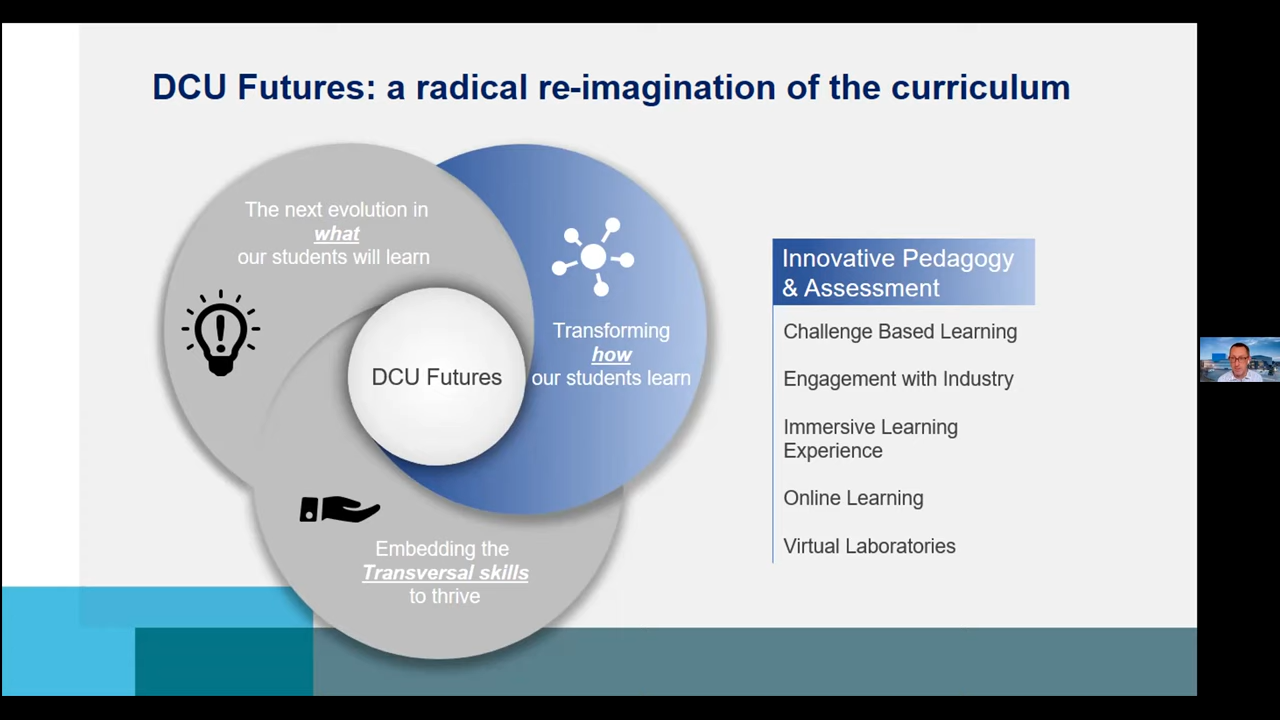 DCU Futures: a radical re-imagination of the curriculum
The next evolution in
what
our students will learn
Transforming
how
our students learn
DCU Futures
Embedding the
Transversal skills
to thrive
Innovative Pedagogy
& Assessment
Challenge Based Learning
Engagement with Industry
Immersive Learning
Experience
Online Learning
Virtual Laboratories